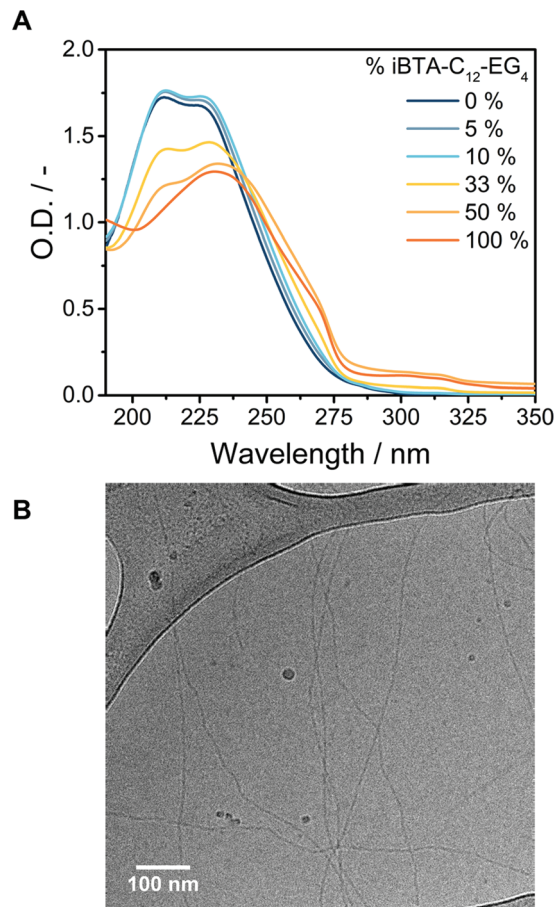 A
% iBTA-C₁₂-EG₄
0 %
5 %
10 %
33 %
50 %
100 %
2.0
1.5
1.0
0.5
0.0
O.D. / -
200 225 250 275 300 325 350
Wavelength / nm
B
100 nm